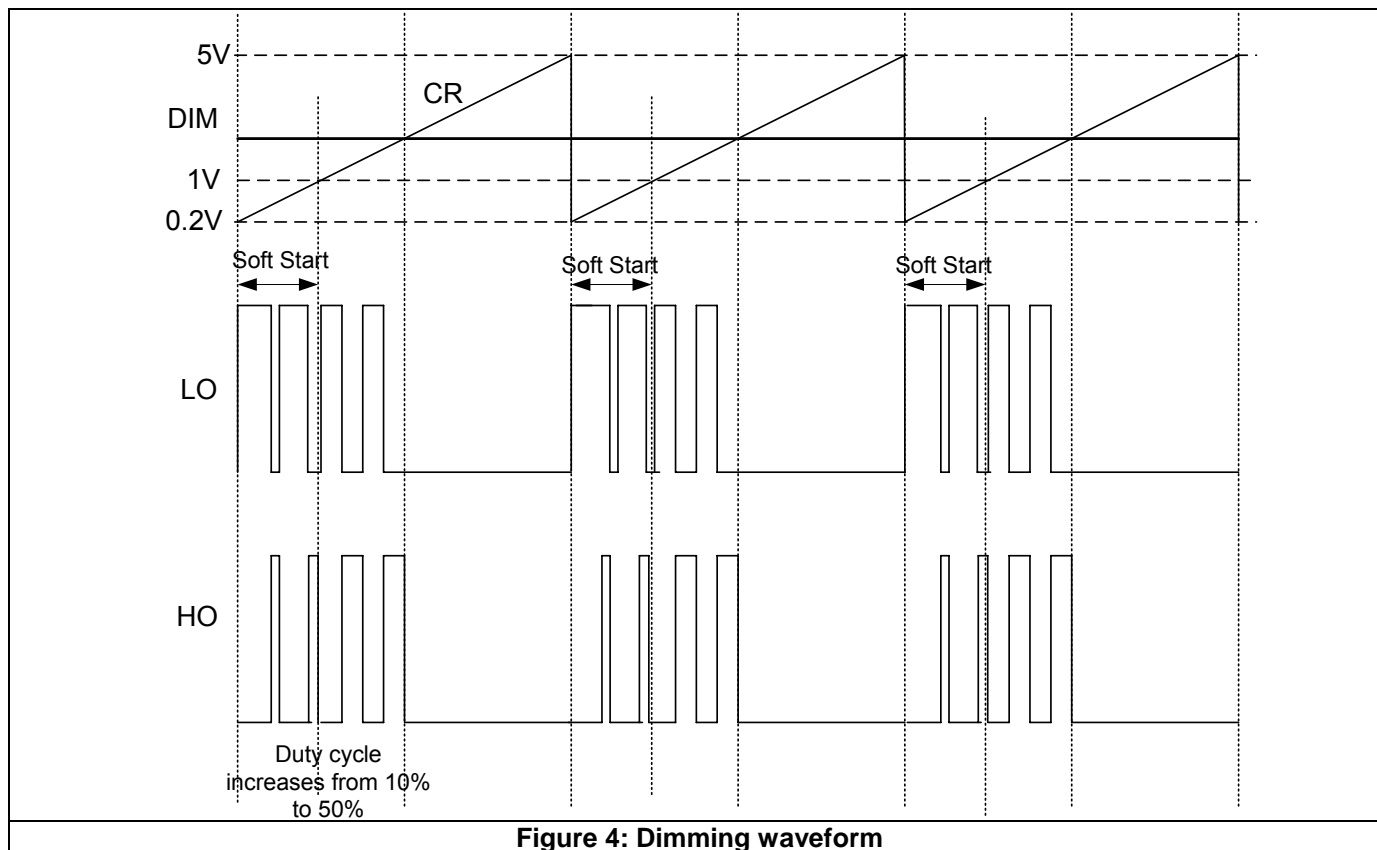 5V
CR
DIM
1V
0.2V
Soft Start
Soft Start
Soft Start
LO
HO
Duty cycle
increases from 10%
to 50%
Figure 4: Dimming waveform